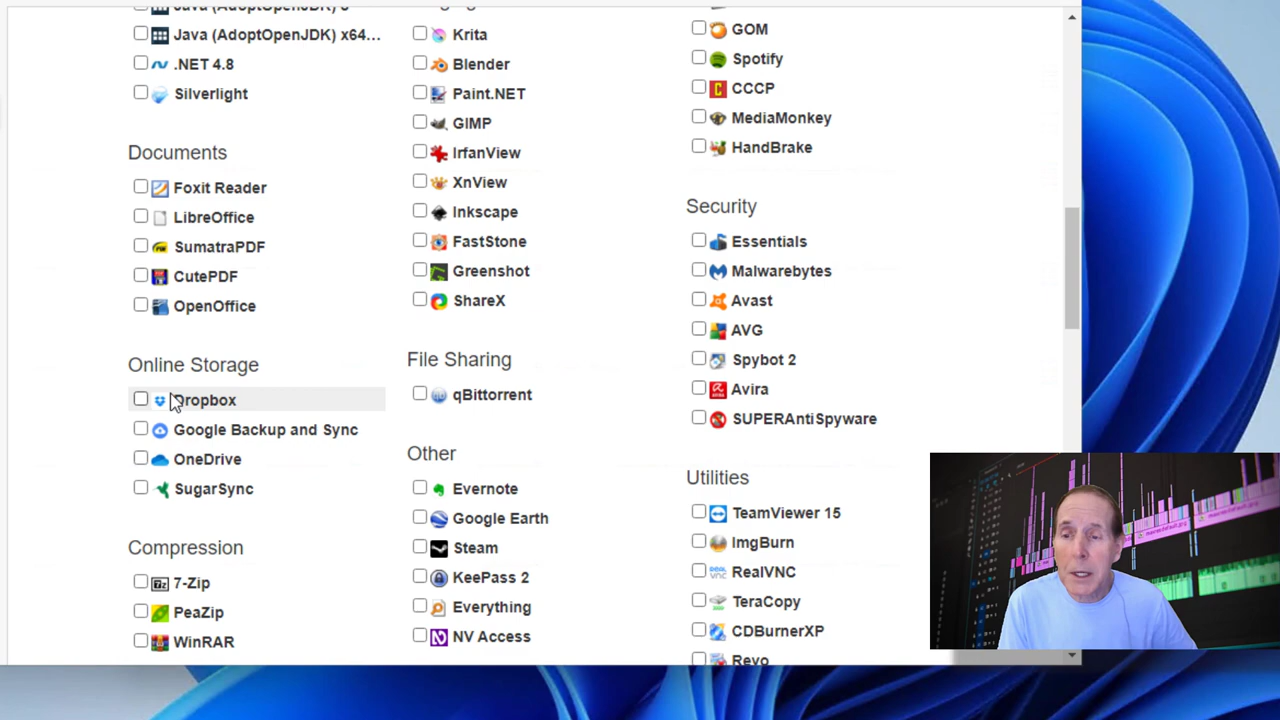 Java (AdoptOpenJDK) x64...
.NET 4.8
Silverlight
Documents
Foxit Reader
LibreOffice
SumatraPDF
CutePDF
OpenOffice
Online Storage
Dropbox
Google Backup and Sync
OneDrive
SugarSync
Compression
7-Zip
PeaZip
WinRAR
Krita
Blender
Paint.NET
GIMP
IrfanView
XnView
Inkscape
FastStone
Greenshot
ShareX
File Sharing
qBittorrent
Other
Evernote
Google Earth
Steam
KeePass 2
Everything
NV Access
GOM
Spotify
CCCP
MediaMonkey
HandBrake
Security
Essentials
Malwarebytes
Avast
AVG
Spybot 2
Avira
SUPERAntiSpyware
Utilities
TeamViewer 15
ImgBurn
RealVNC
TeraCopy
CDBurnerXP
Revo